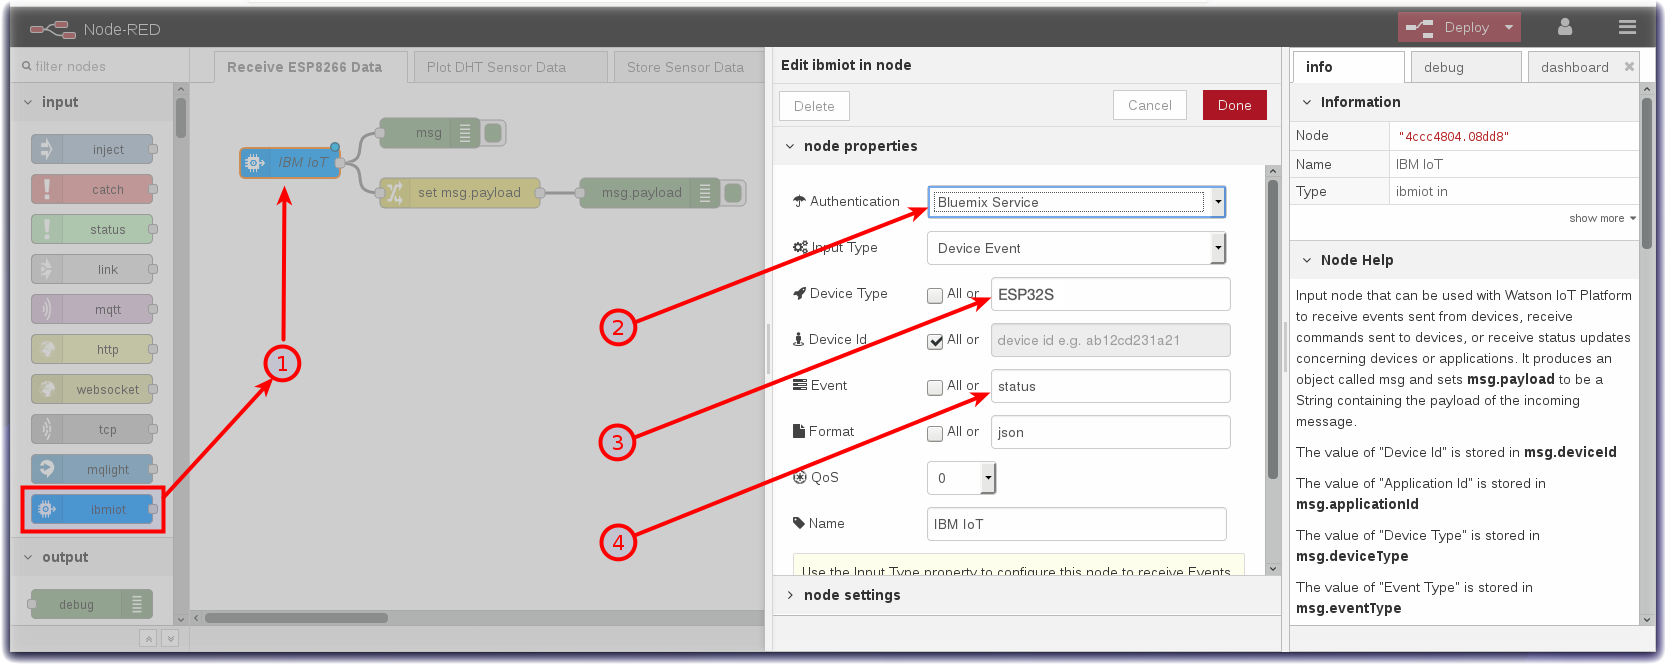 Node-RED
Deploy
filter nodes
Receive ESP8266 Data
Plot DHT Sensor Data
Store Sensor Data
input
inject
catch
status
link
mqtt
http
websocket
tcp
mqlight
ibmiot
output
debug
IBM IoT
msg
set msg.payload
msg.payload
1
2
3
4
Edit ibmiot in node
Delete
Cancel
Done
node properties
Authentication
Bluemix Service
Input Type
Device Event
Device Type
All or
ESP32S
Device Id
All or
device id e.g. ab12cd231a21
Event
All or
status
Format
All or
json
QoS
0
Name
IBM IoT
Use the Input Type property to configure this node to receive Events
node settings
info
debug
dashboard
Information
Node
"4ccc4804.08dd8"
Name
IBM IoT
Type
ibmiot in
show more
Node Help
Input node that can be used with Watson IoT Platform
to receive events sent from devices, receive
commands sent to devices, or receive status updates
concerning devices or applications. It produces an
object called msg and sets msg.payload to be a
String containing the payload of the incoming
message.
The value of "Device Id" is stored in msg.deviceId
The value of "Application Id" is stored in
msg.applicationId
The value of "Device Type" is stored in
msg.deviceType
The value of "Event Type" is stored in
msg.eventType